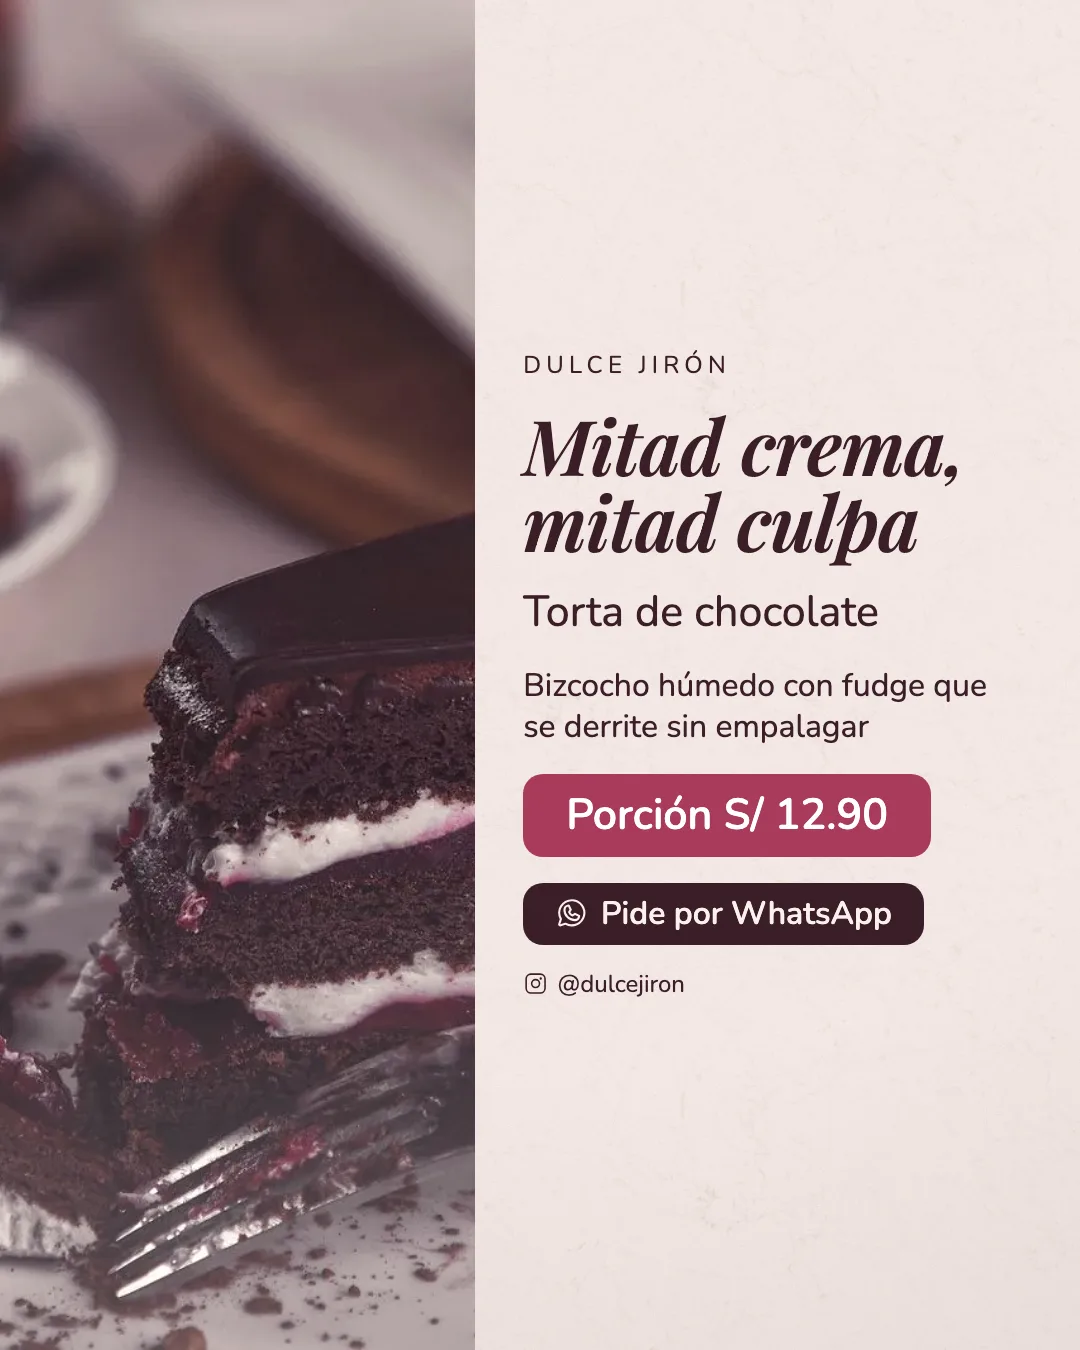 DULCE JIRÓN
Mitad crema,
mitad culpa
Torta de chocolate
Bizcocho húmedo con fudge que
se derrite sin empalagar
Porción S/ 12.90
Pide por WhatsApp
@dulcejiron